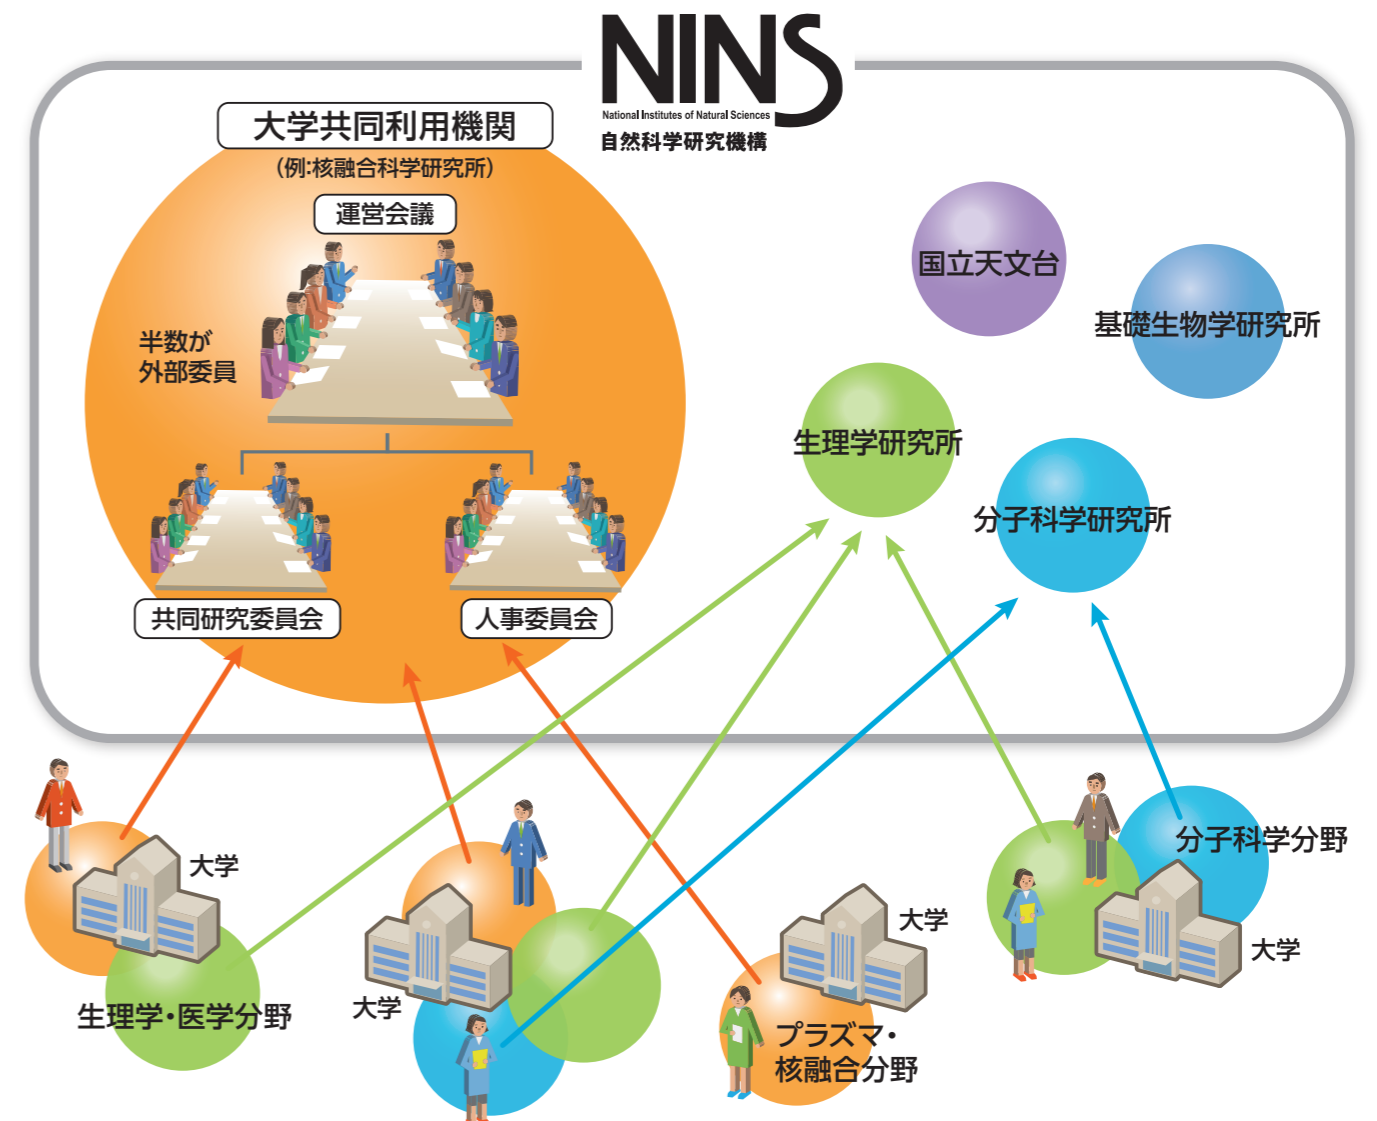 NINS
National Institutes of Natural Sciences
自然科学研究機構
大学共同利用機関
(例:核融合科学研究所)
運営会議
半数が
外部委員
共同研究委員会
人事委員会
国立天文台
基礎生物学研究所
生理学研究所
分子科学研究所
大学
生理学・医学分野
大学
大学
プラズマ・
核融合分野
分子科学分野
大学